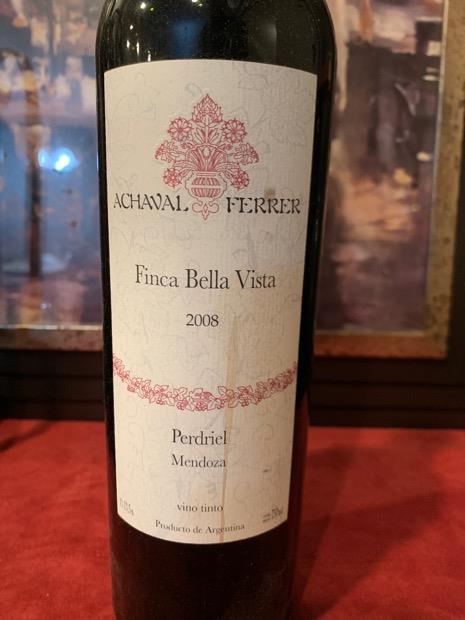 ACHAVAL FERRER
Finca Bella Vista
2008
Perdriel
Mendoza
vino tinto
Producto de Argentina